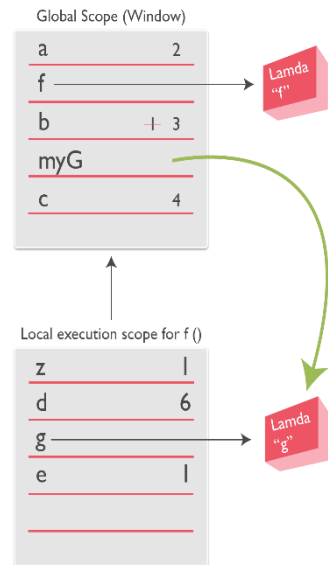 Global Scope (Window)
a 2
f
Lamda
“f”
b + 3
myG
c 4
Local execution scope for f ()
z 1
d 6
g
Lamda
“g”
e 1